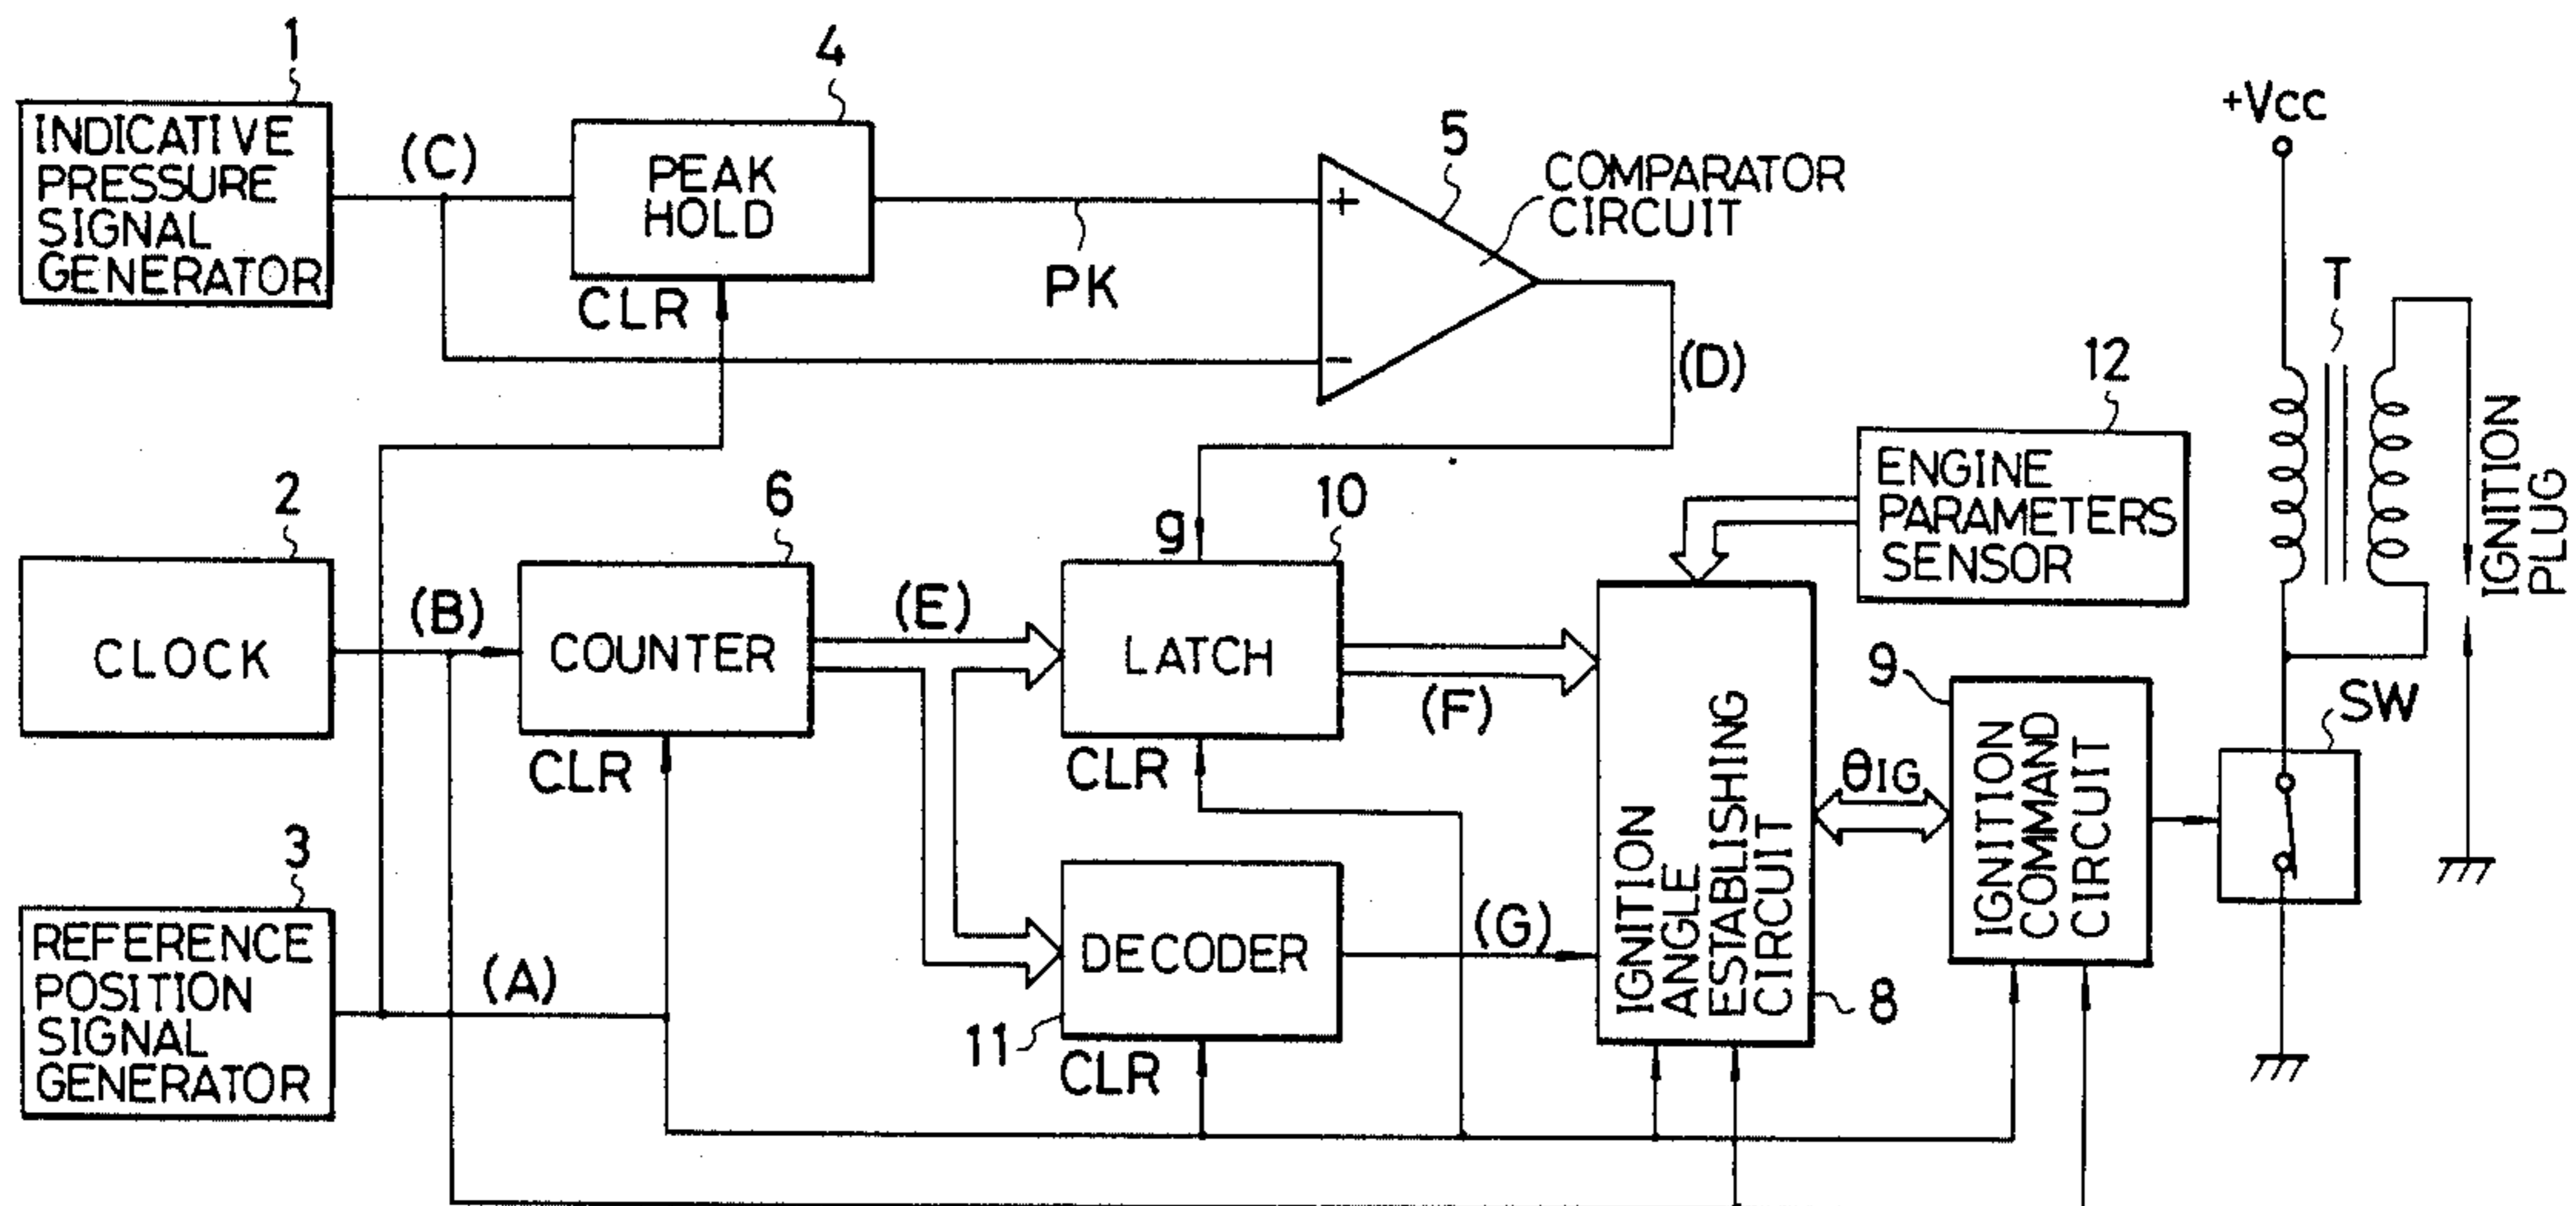 1
INDICATIVE
PRESSURE
SIGNAL
GENERATOR
(C)
4
PEAK
HOLD
CLR
PK
5
COMPARATOR
CIRCUIT
+
−
(D)
+Vcc
T
IGNITION
PLUG
12
ENGINE
PARAMETERS
SENSOR
2
CLOCK
(B)
6
COUNTER
CLR
(E)
g
10
LATCH
CLR
(F)
3
REFERENCE
POSITION
SIGNAL
GENERATOR
(A)
DECODER
11
CLR
(G)
IGNITION
ANGLE
ESTABLISHING
CIRCUIT
8
θIG
9
IGNITION
COMMAND
CIRCUIT
SW